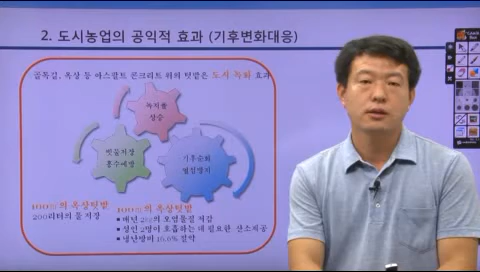 2. 도시농업의 공익적 효과 (기후변화대응)
골목길, 옥상 등 아스팔트 콘크리트 위의 텃밭은 도시 녹화 효과
녹지율
상승
빗물저장
홍수예방
기후순화
열섬방지
100㎡의 옥상텃밭
200리터의 물 저장
100㎡의 옥상텃밭
매년 2kg의 오염물질 저감
성인 2명이 호흡하는 데 필요한 산소제공
냉난방비 16.6% 절약